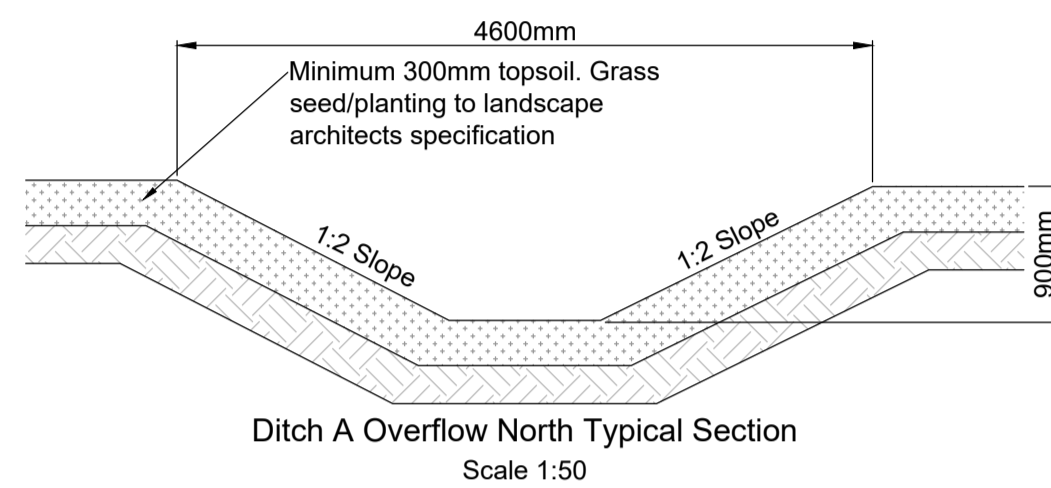 4600mm
Minimum 300mm topsoil. Grass
seed/planting to landscape
architects specification
1:2 Slope
1:2 Slope
900mm
Ditch A Overflow North Typical Section
Scale 1:50